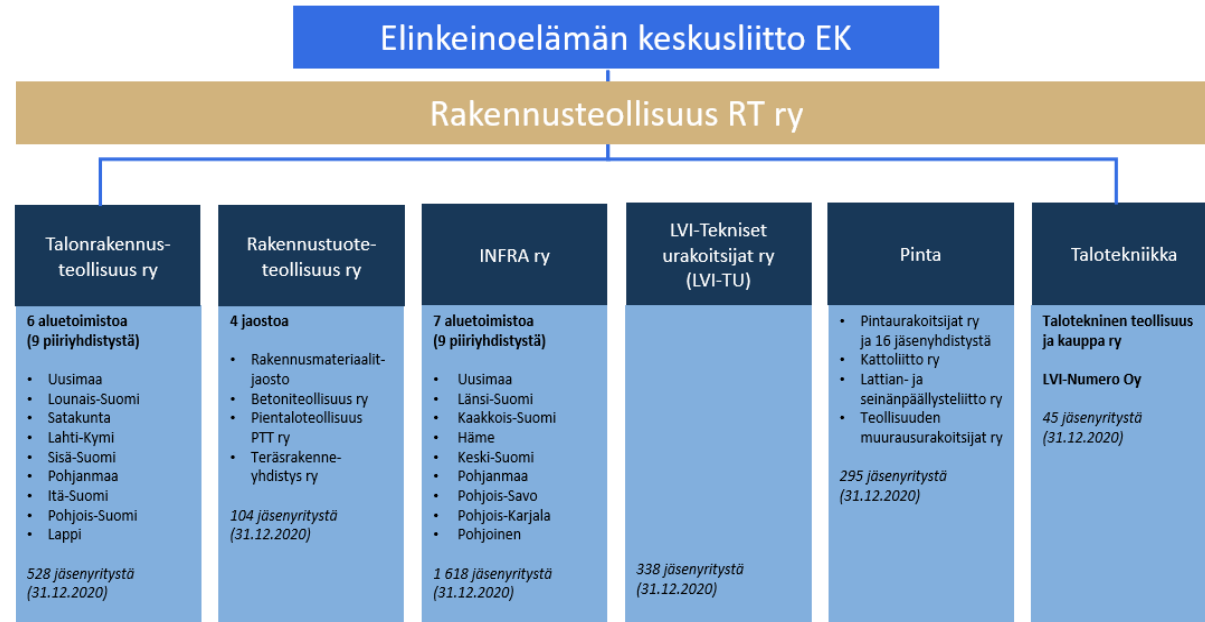 Elinkeinoelämän keskusliitto EK
Rakennusteollisuus RT ry
Talonrakennus-
teollisuus ry
6 aluetoimistoa
(9 piiriyhdistystä)
• Uusimaa
• Lounais-Suomi
• Satakunta
• Lahti-Kymi
• Sisä-Suomi
• Pohjanmaa
• Itä-Suomi
• Pohjois-Suomi
• Lappi
528 jäsenyritystä
(31.12.2020)
Rakennustuote-
teollisuus ry
4 jaostoa
• Rakennusmateriaalit-
jaosto
• Betoniteollisuus ry
• Pientaloteollisuus
PTT ry
• Teräsrakenne-
yhdistys ry
104 jäsenyritystä
(31.12.2020)
INFRA ry
7 aluetoimistoa
(9 piiriyhdistystä)
• Uusimaa
• Länsi-Suomi
• Kaakkois-Suomi
• Häme
• Keski-Suomi
• Pohjanmaa
• Pohjois-Savo
• Pohjois-Karjala
• Pohjoinen
1 618 jäsenyritystä
(31.12.2020)
LVI-Tekniset
urakoitsijat ry
(LVI-TU)
338 jäsenyritystä
(31.12.2020)
Pinta
• Pintaurakoitsijat ry
ja 16 jäsenyhdistystä
• Kattoliitto ry
• Lattian- ja
seinänpäällysteliitto ry
• Teollisuuden
muurausurakoitsijat ry
295 jäsenyritystä
(31.12.2020)
Talotekniikka
Talotekninen teollisuus
ja kauppa ry
LVI-Numero Oy
45 jäsenyritystä
(31.12.2020)